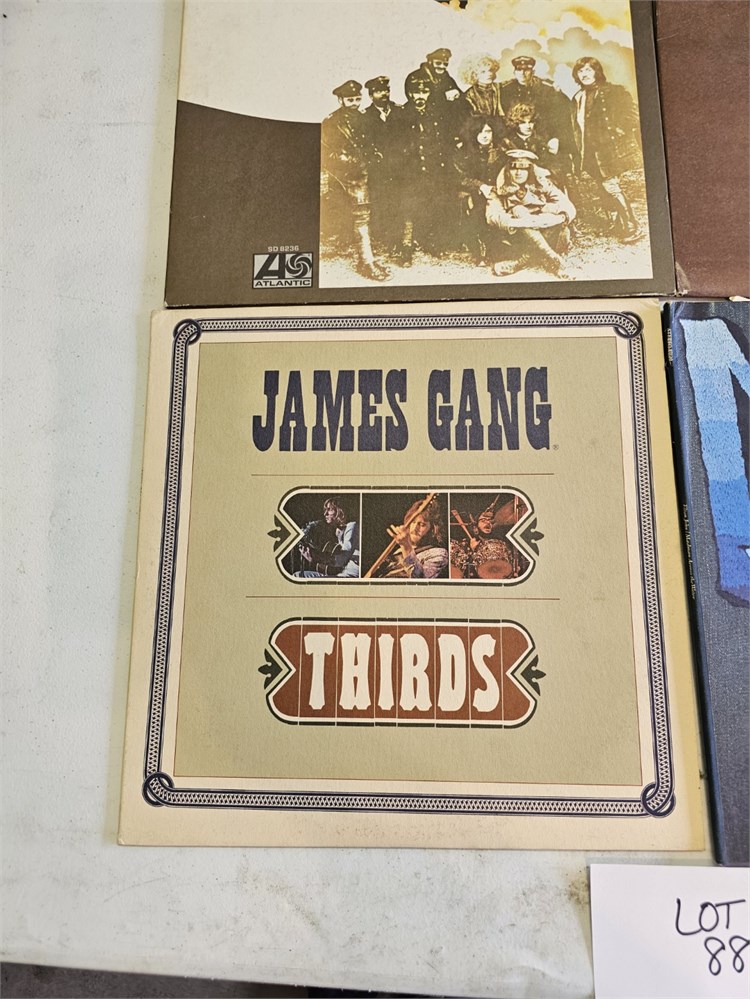 SD 8236
ATLANTIC
JAMES GANG
®
THIRDS
LOT
88